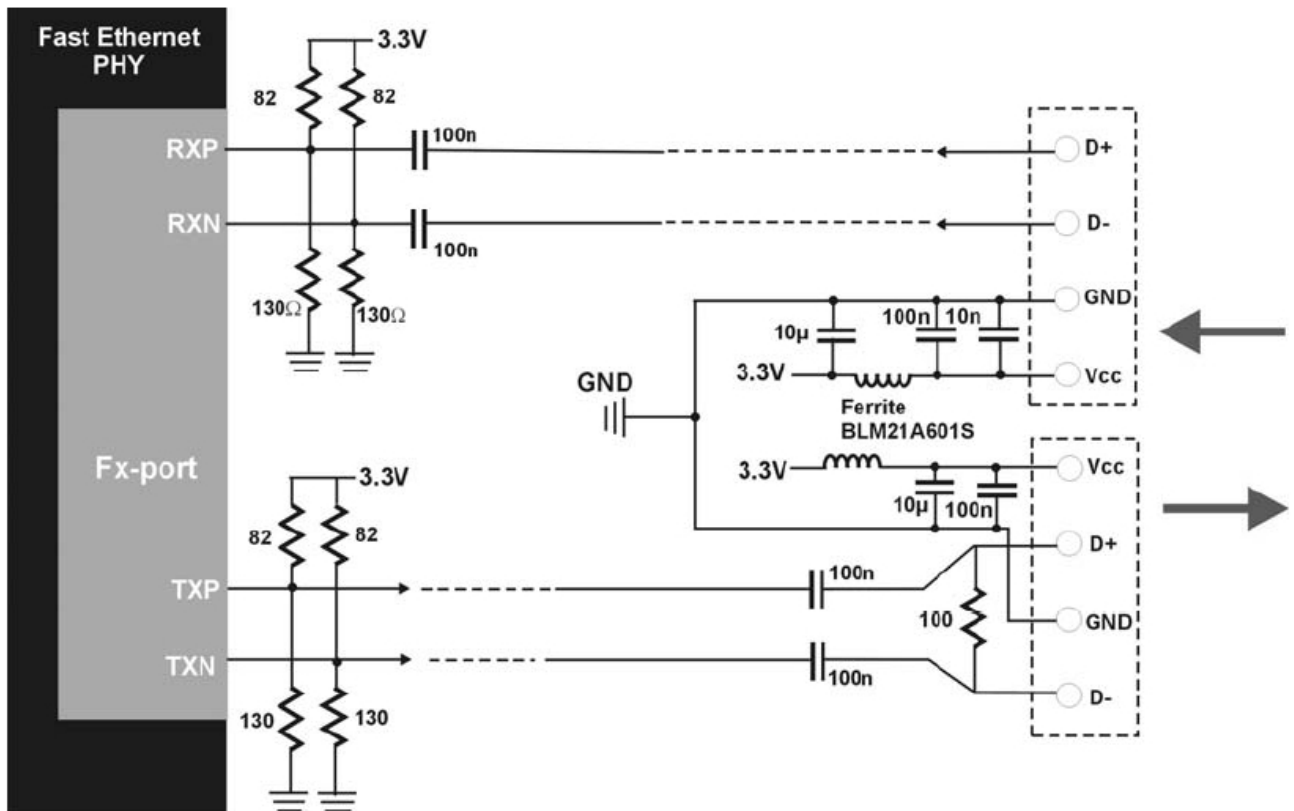 Fast Ethernet
PHY
3.3V
82
82
RXP
100n
D+
RXN
100n
D-
130Ω
130Ω
GND
10µ
100n
10n
3.3V
Vcc
GND
Ferrite
BLM21A601S
Fx-port
3.3V
3.3V
Vcc
10µ
100n
82
82
D+
TXP
100n
100
GND
TXN
100n
D-
130
130